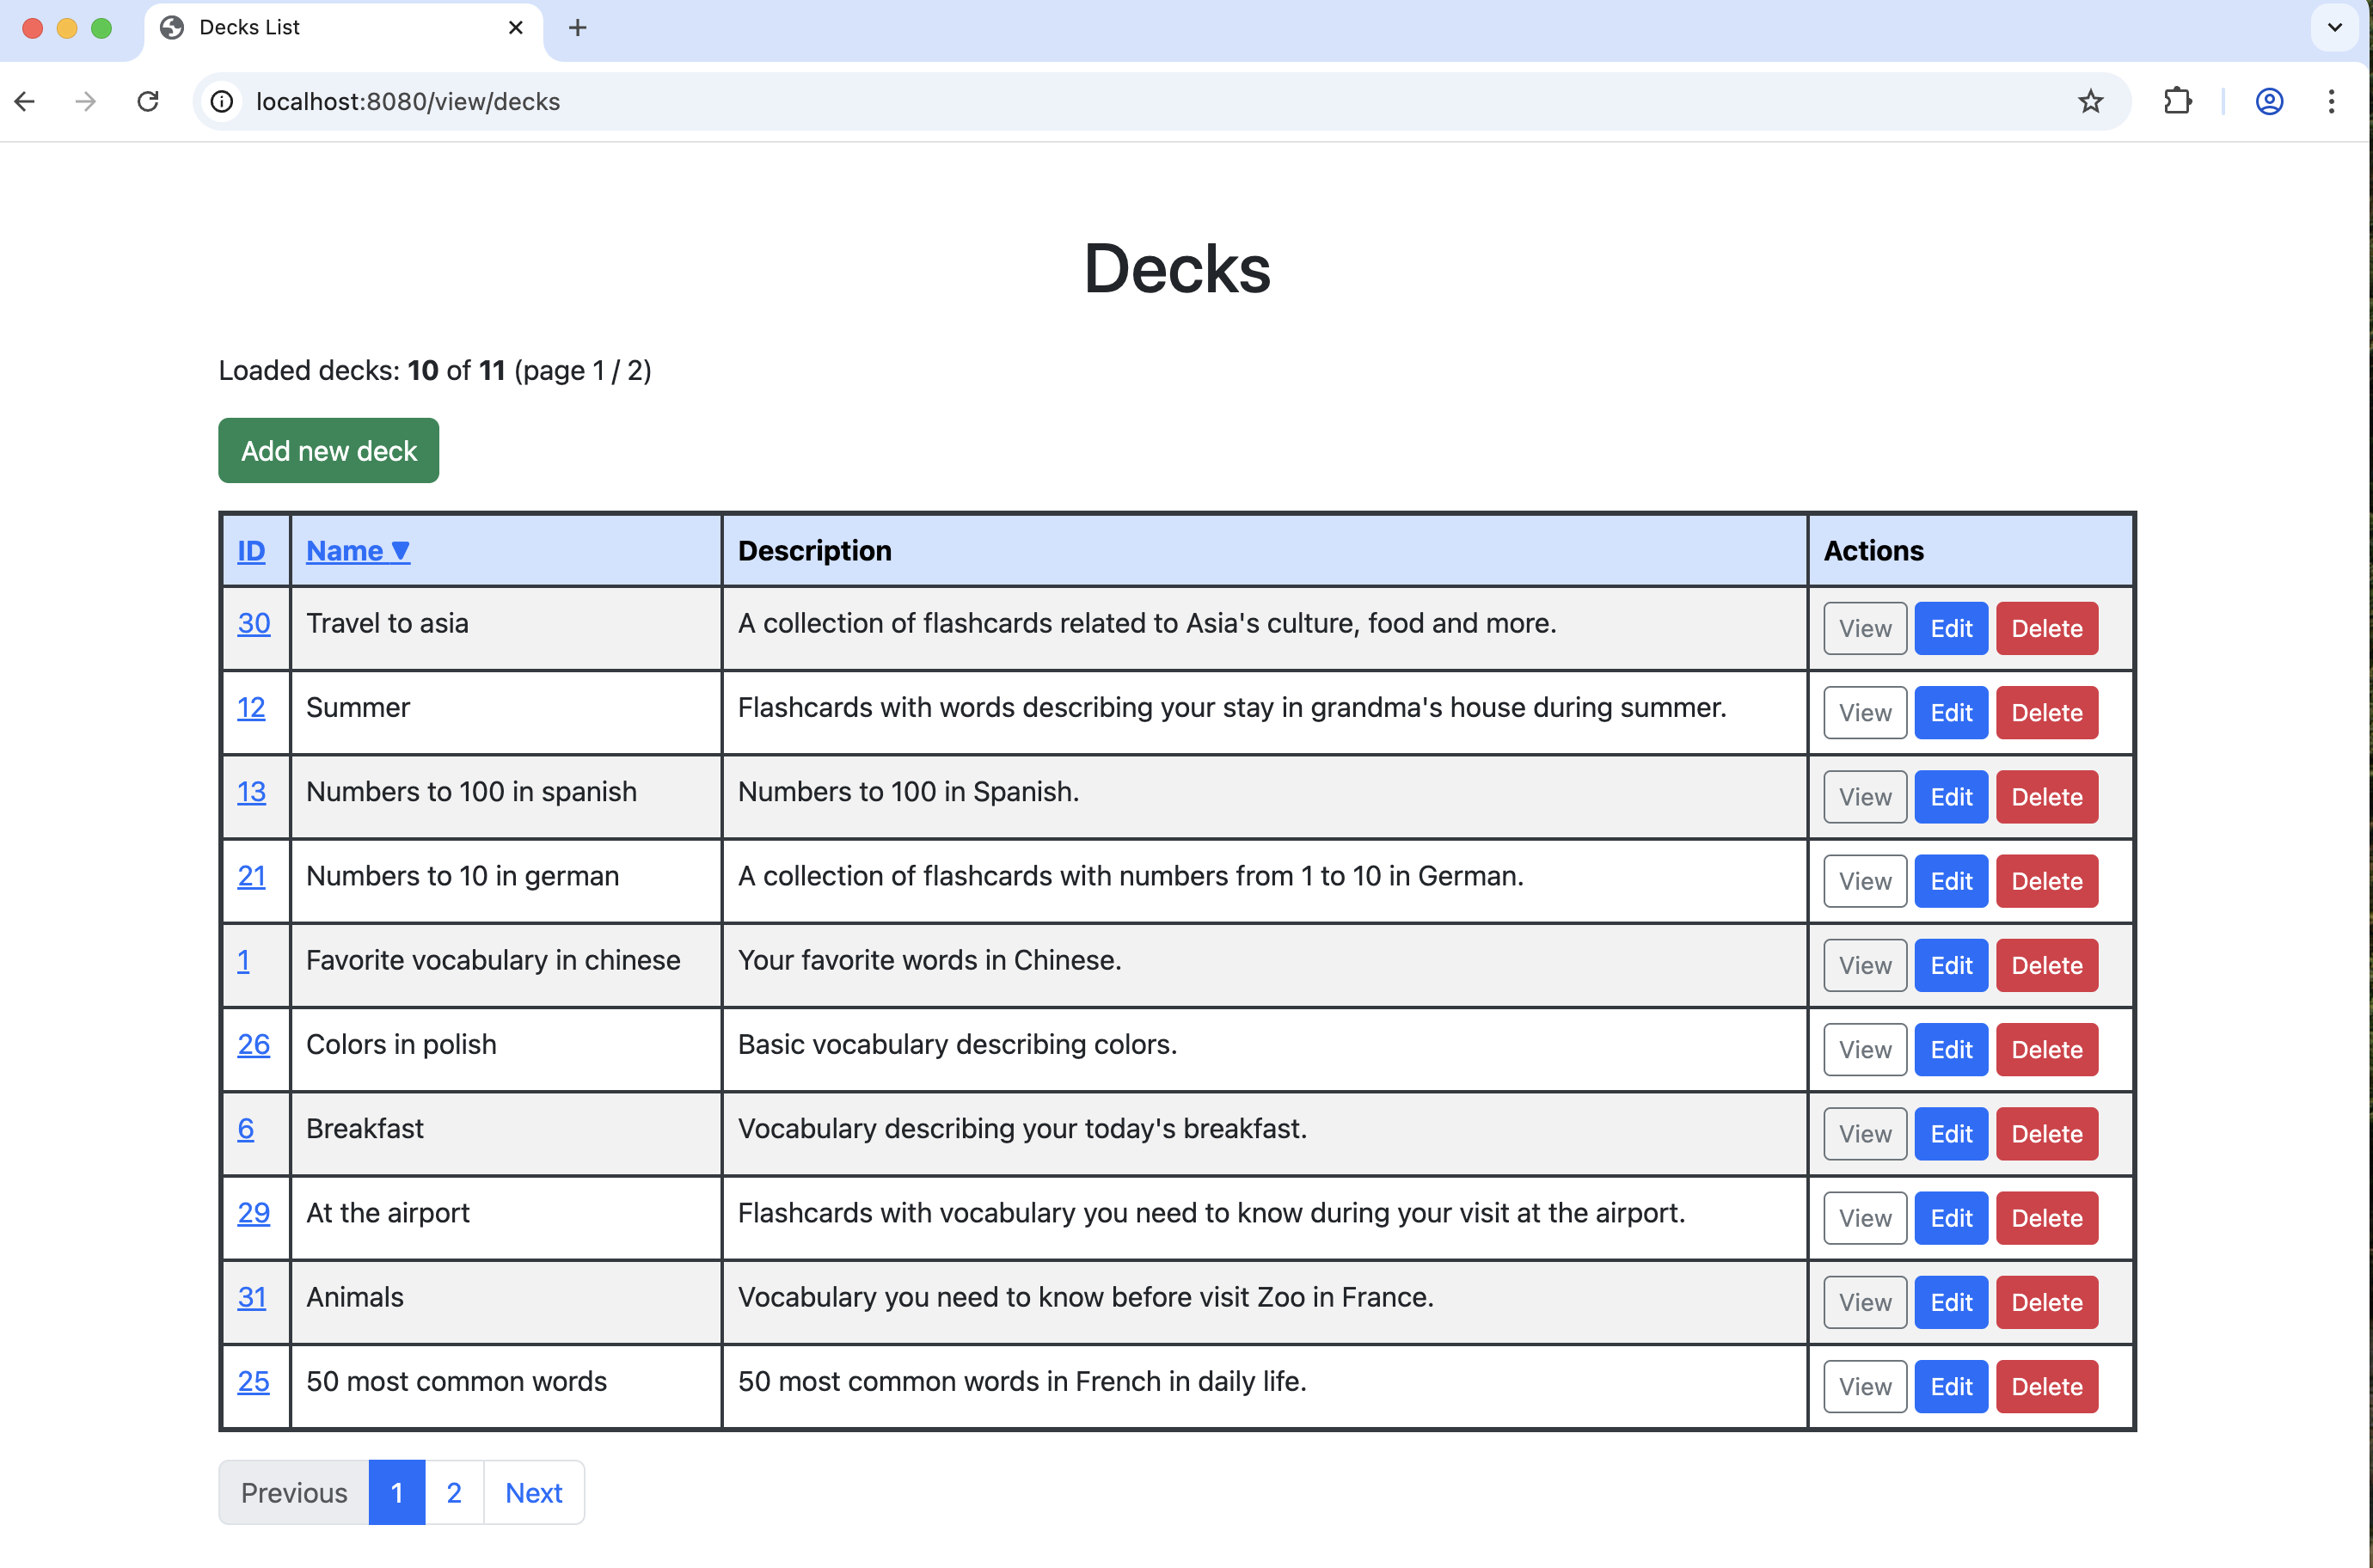 Decks List
localhost:8080/view/decks
Decks
Loaded decks: 10 of 11 (page 1 / 2)
Add new deck
ID Name ▼ Description Actions
30 Travel to asia A collection of flashcards related to Asia's culture, food and more. View Edit Delete
12 Summer Flashcards with words describing your stay in grandma's house during summer. View Edit Delete
13 Numbers to 100 in spanish Numbers to 100 in Spanish. View Edit Delete
21 Numbers to 10 in german A collection of flashcards with numbers from 1 to 10 in German. View Edit Delete
1 Favorite vocabulary in chinese Your favorite words in Chinese. View Edit Delete
26 Colors in polish Basic vocabulary describing colors. View Edit Delete
6 Breakfast Vocabulary describing your today's breakfast. View Edit Delete
29 At the airport Flashcards with vocabulary you need to know during your visit at the airport. View Edit Delete
31 Animals Vocabulary you need to know before visit Zoo in France. View Edit Delete
25 50 most common words 50 most common words in French in daily life. View Edit Delete
Previous 1 2 Next